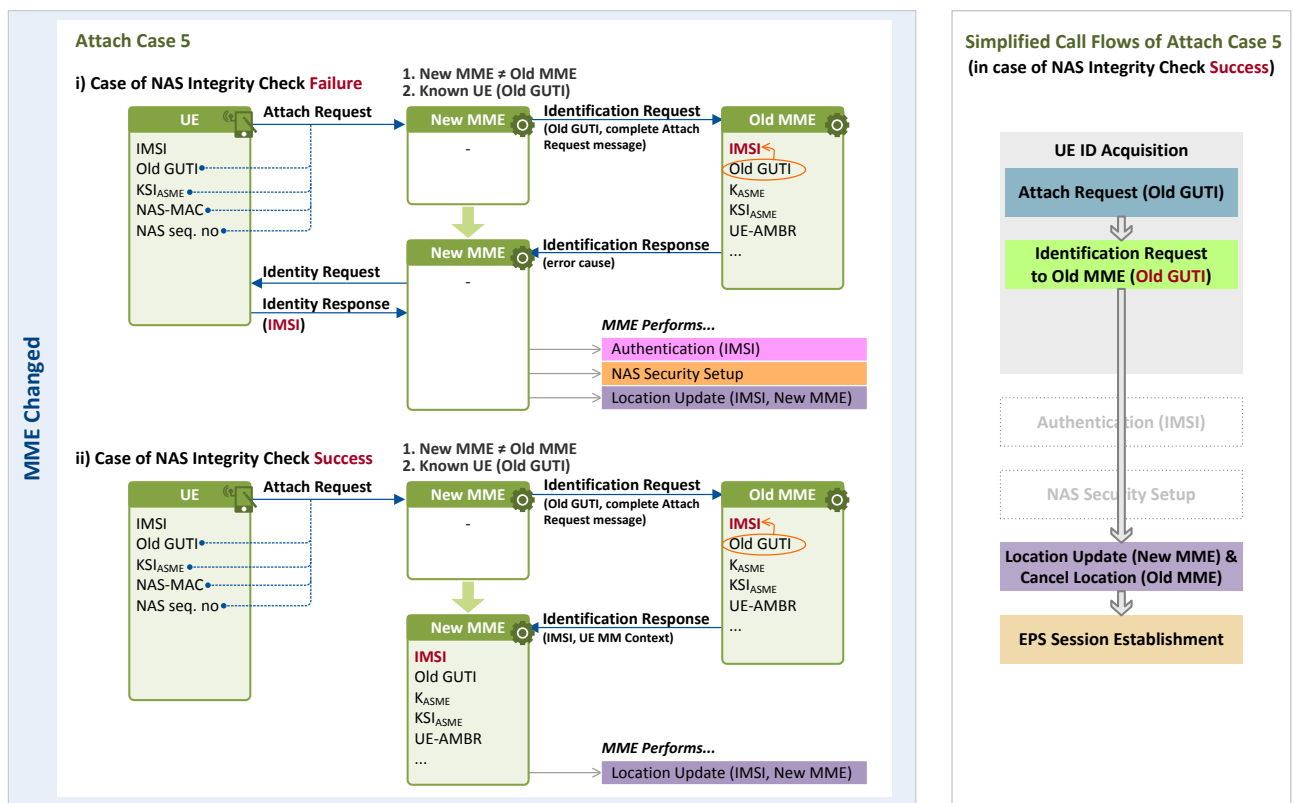 MME Changed
Attach Case 5
i) Case of NAS Integrity Check Failure
1. New MME ≠ Old MME
2. Known UE (Old GUTI)
UE
IMSI
Old GUTI
KSIASME
NAS-MAC
NAS seq. no
Attach Request
New MME
-
Identification Request
(Old GUTI, complete Attach
Request message)
Old MME
IMSI
Old GUTI
KASME
KSIASME
UE-AMBR
...
New MME
-
Identification Response
(error cause)
Identity Request
Identity Response
(IMSI)
MME Performs...
Authentication (IMSI)
NAS Security Setup
Location Update (IMSI, New MME)
ii) Case of NAS Integrity Check Success
1. New MME ≠ Old MME
2. Known UE (Old GUTI)
UE
IMSI
Old GUTI
KSIASME
NAS-MAC
NAS seq. no
Attach Request
New MME
-
Identification Request
(Old GUTI, complete Attach
Request message)
Old MME
IMSI
Old GUTI
KASME
KSIASME
UE-AMBR
...
New MME
IMSI
Old GUTI
KASME
KSIASME
UE-AMBR
...
Identification Response
(IMSI, UE MM Context)
MME Performs...
Location Update (IMSI, New MME)
Simplified Call Flows of Attach Case 5
(in case of NAS Integrity Check Success)
UE ID Acquisition
Attach Request (Old GUTI)
Identification Request
to Old MME (Old GUTI)
Authentication (IMSI)
NAS Security Setup
Location Update (New MME) &
Cancel Location (Old MME)
EPS Session Establishment